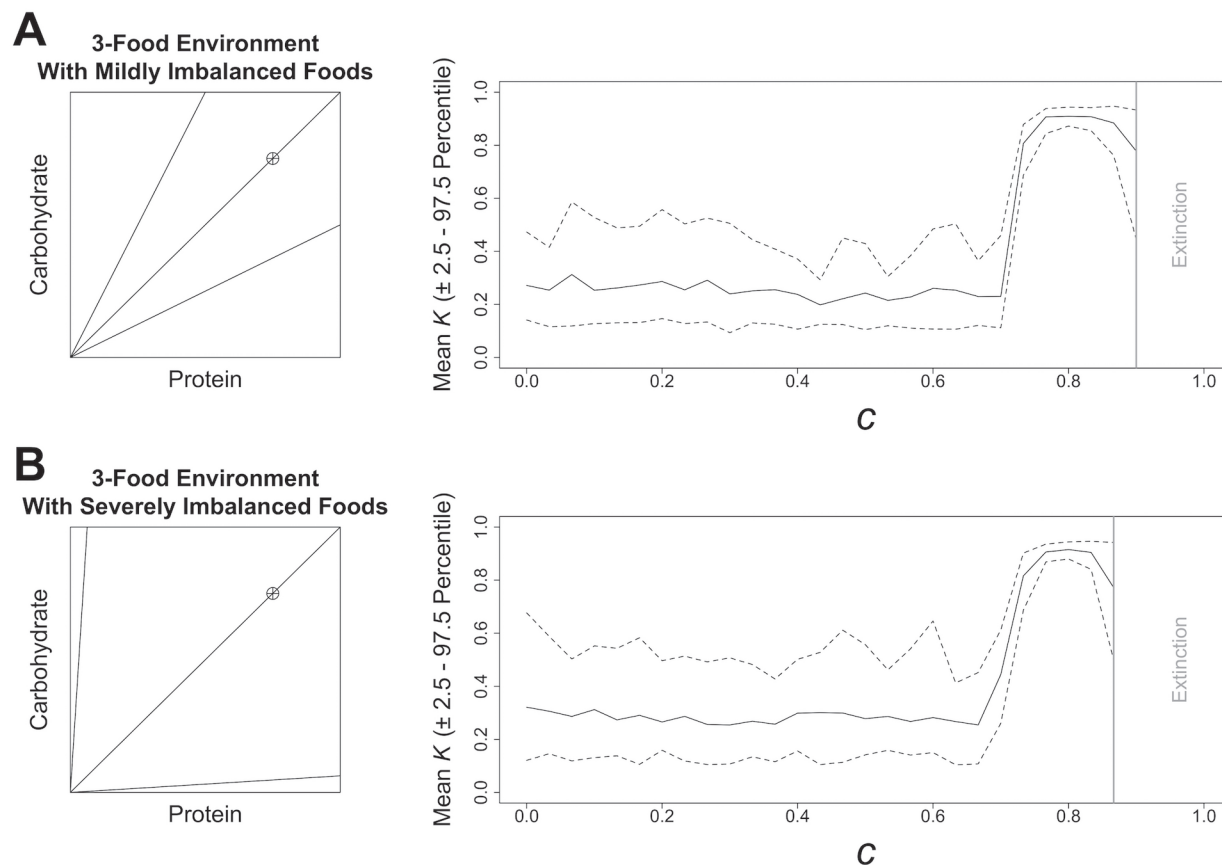 A
3-Food Environment
With Mildly Imbalanced Foods
Carbohydrate
Protein
Mean K (± 2.5 - 97.5 Percentile)
0.0
0.2
0.4
0.6
0.8
1.0
Extinction
0.0 0.2 0.4 0.6 0.8 1.0
C
B
3-Food Environment
With Severely Imbalanced Foods
Carbohydrate
Protein
Mean K (± 2.5 - 97.5 Percentile)
0.0
0.2
0.4
0.6
0.8
1.0
Extinction
0.0 0.2 0.4 0.6 0.8 1.0
C